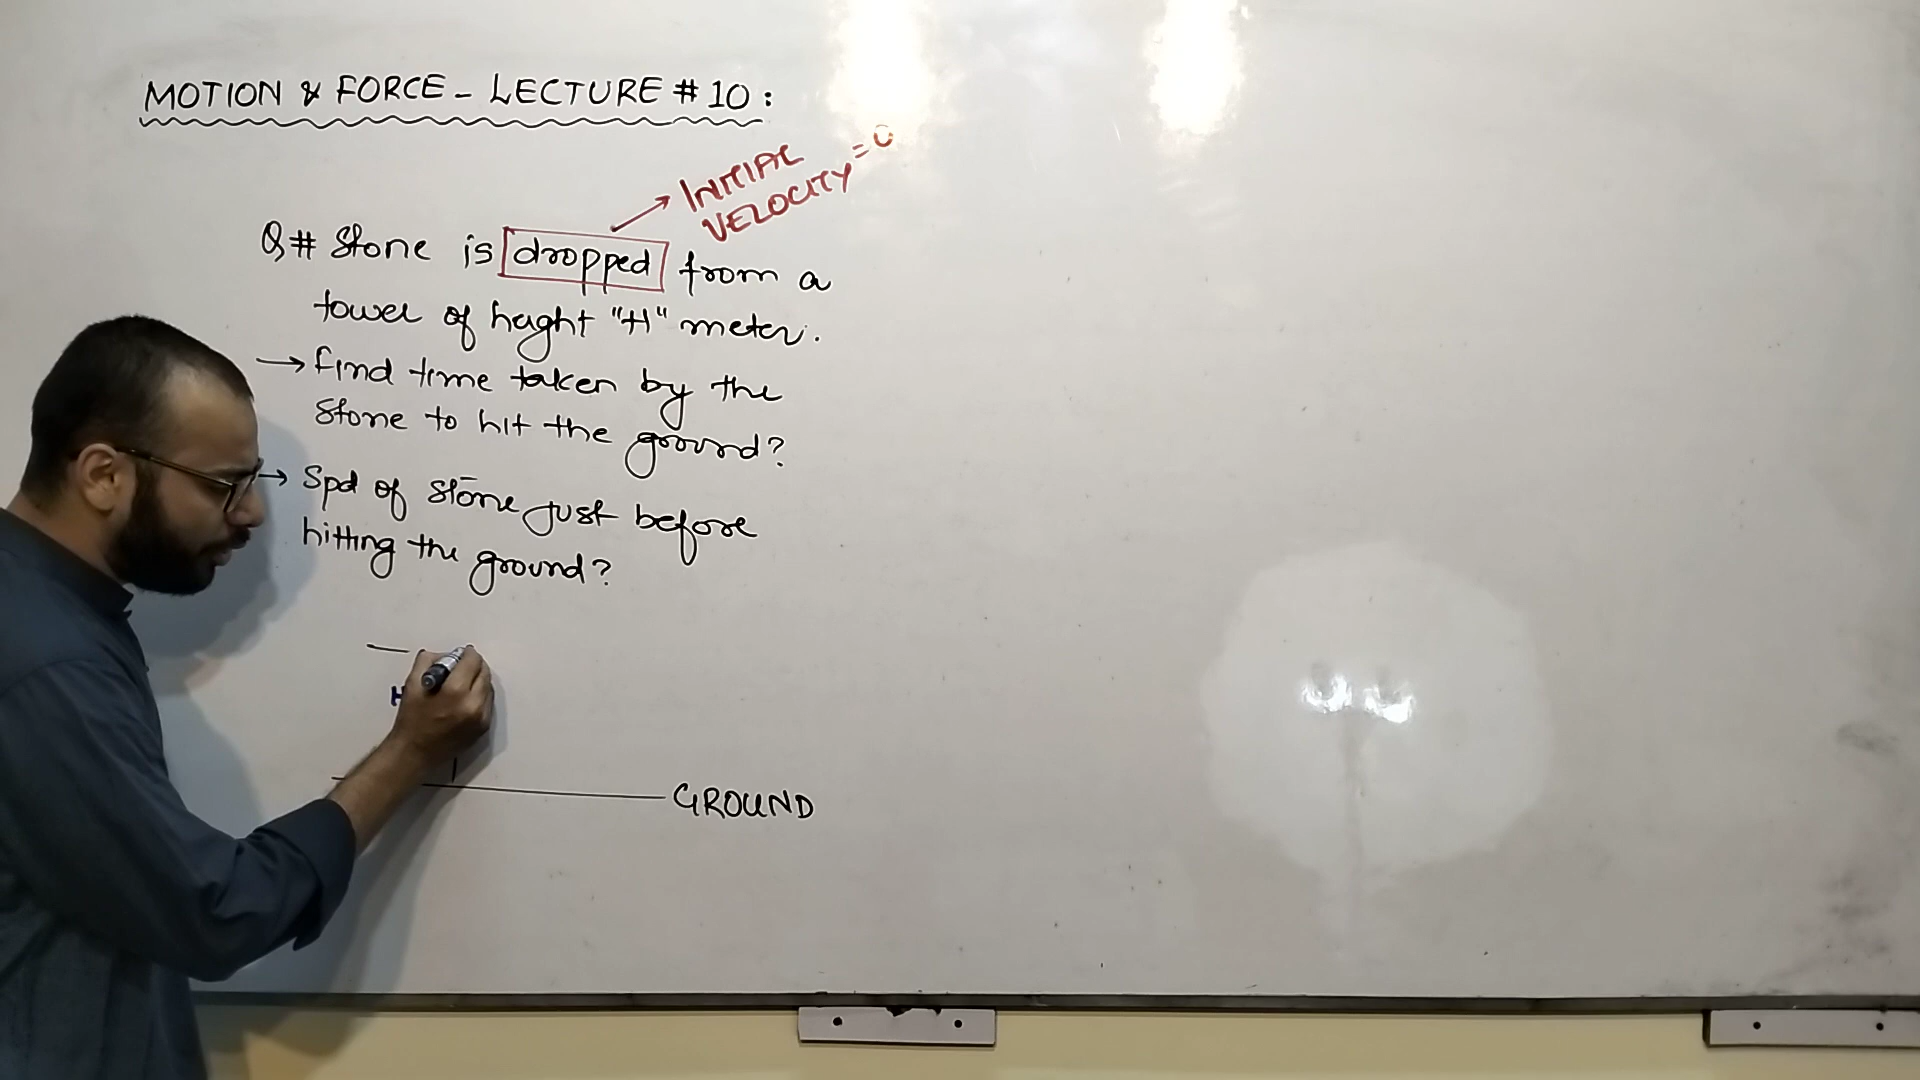 MOTION & FORCE - LECTURE # 10 :
INITIAL
VELOCITY = 0
Q# Stone is dropped from a
tower of height "H" meter.
→ Find time taken by the
stone to hit the ground?
→ Spd of stone just before
hitting the ground?
H
GROUND